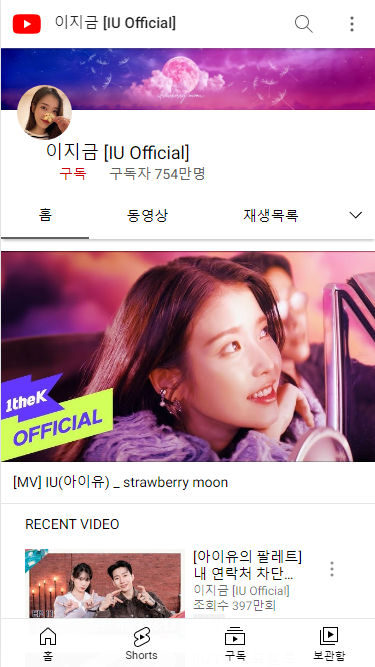 이지금 [IU Official]
strawberry moon
이지금 [IU Official]
구독 구독자 754만명
홈 동영상 재생목록
1theK
OFFICIAL
[MV] IU(아이유) _ strawberry moon
RECENT VIDEO
[아이유의 팔레트]
내 연락처 차단…
이지금 [IU Official]
조회수 397만회
홈 Shorts 구독 보관함